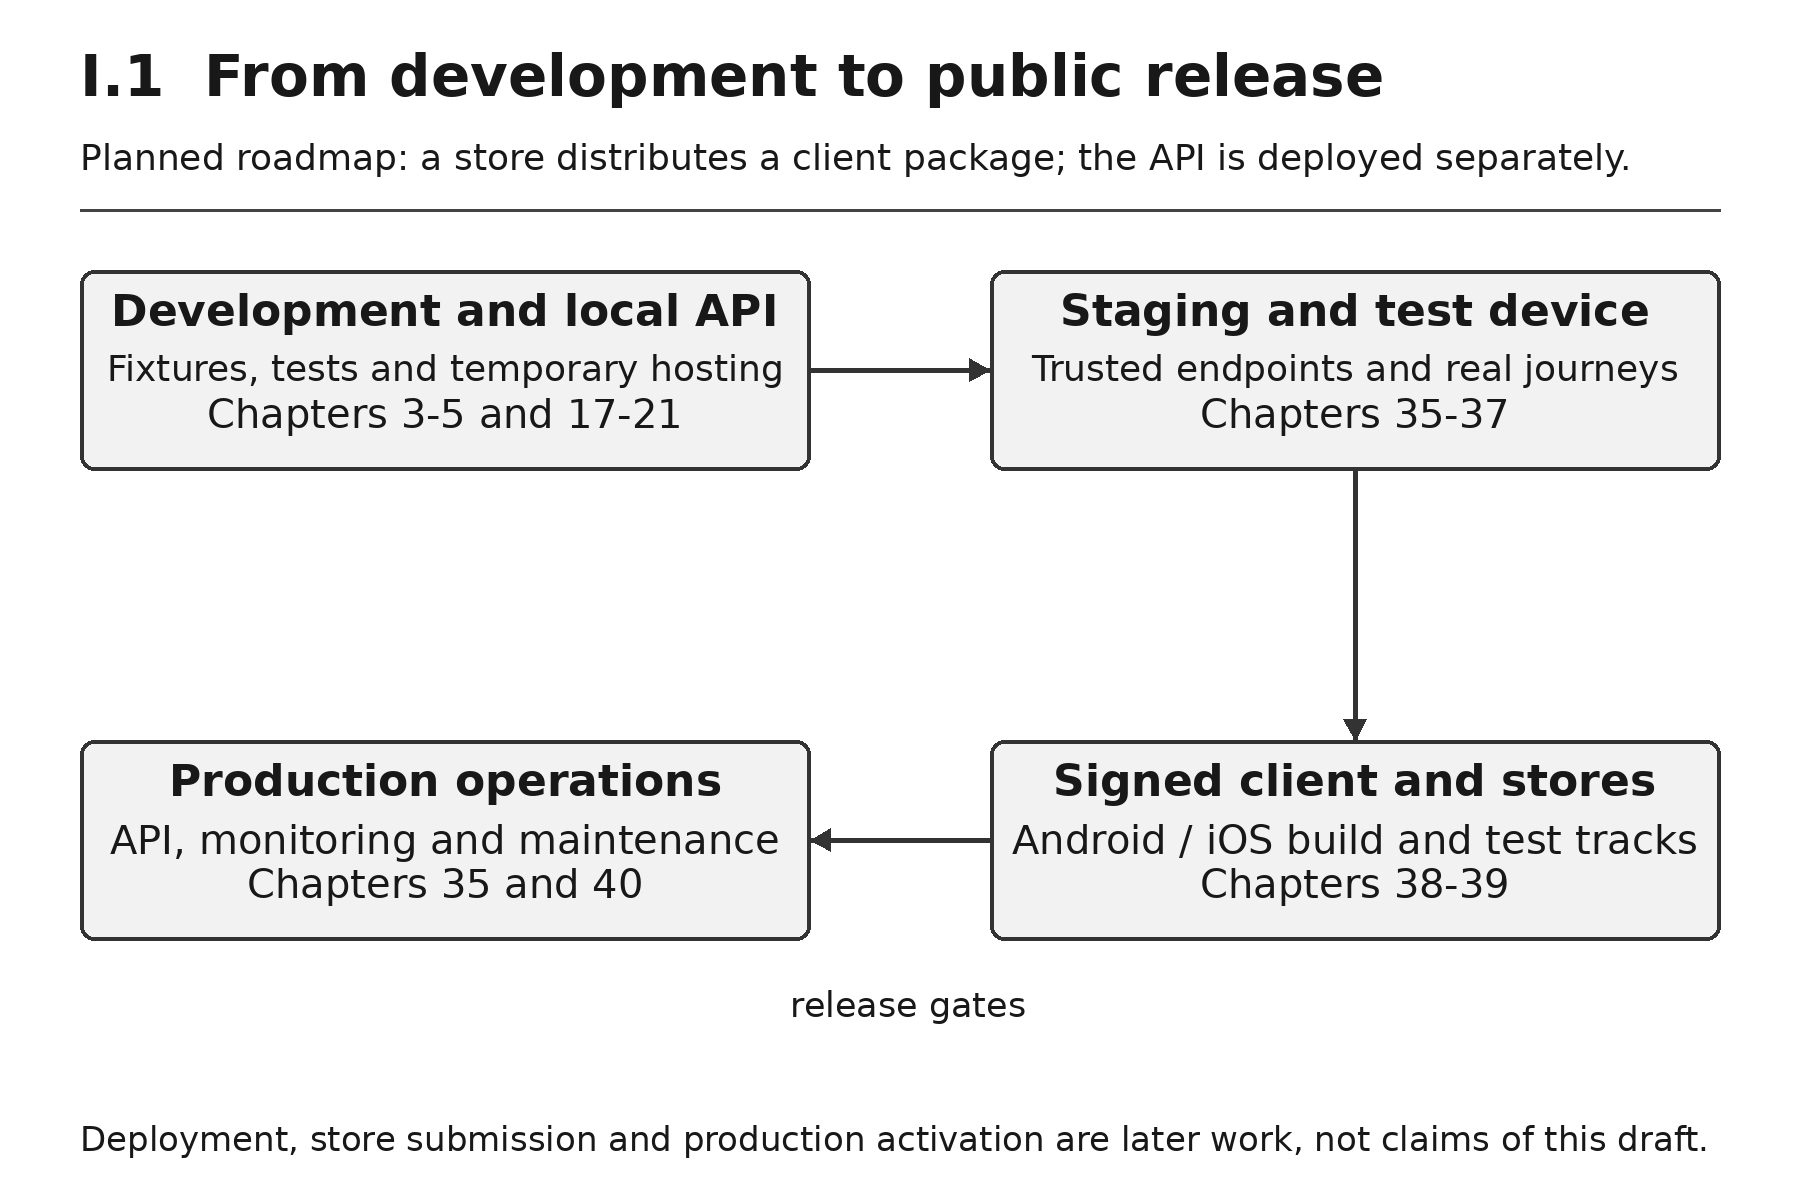 I.1 From development to public release
Planned roadmap: a store distributes a client package; the API is deployed separately.
Development and local API
Fixtures, tests and temporary hosting
Chapters 3-5 and 17-21
Staging and test device
Trusted endpoints and real journeys
Chapters 35-37
Production operations
API, monitoring and maintenance
Chapters 35 and 40
Signed client and stores
Android / iOS build and test tracks
Chapters 38-39
release gates
Deployment, store submission and production activation are later work, not claims of this draft.